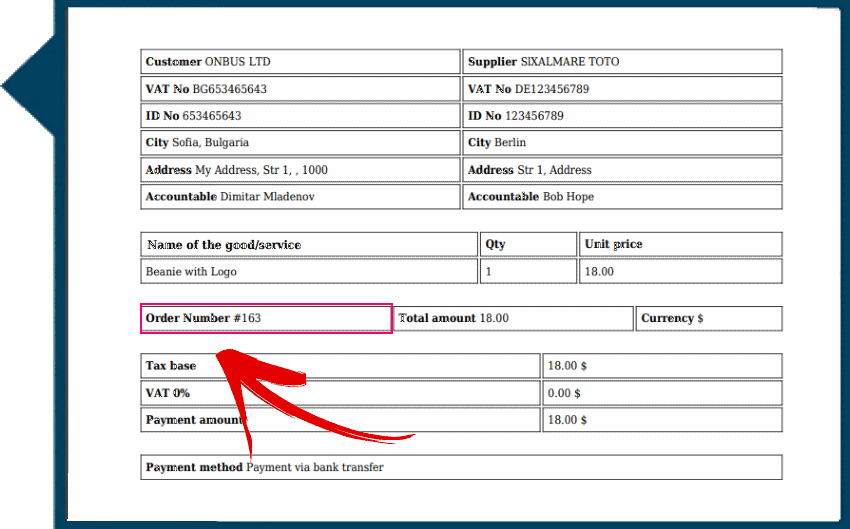 Customer ONBUS LTD Supplier SIXALMARE TOTO
VAT No BG653465643 VAT No DE123456789
ID No 653465643 ID No 123456789
City Sofia, Bulgaria City Berlin
Address My Address, Str 1, , 1000 Address Str 1, Address
Accountable Dimitar Mladenov Accountable Bob Hope
Name of the good/service Qty Unit price
Beanie with Logo 1 18.00
Order Number #163 Total amount 18.00 Currency $
Tax base 18.00 $
VAT 0% 0.00 $
Payment amount 18.00 $
Payment method Payment via bank transfer